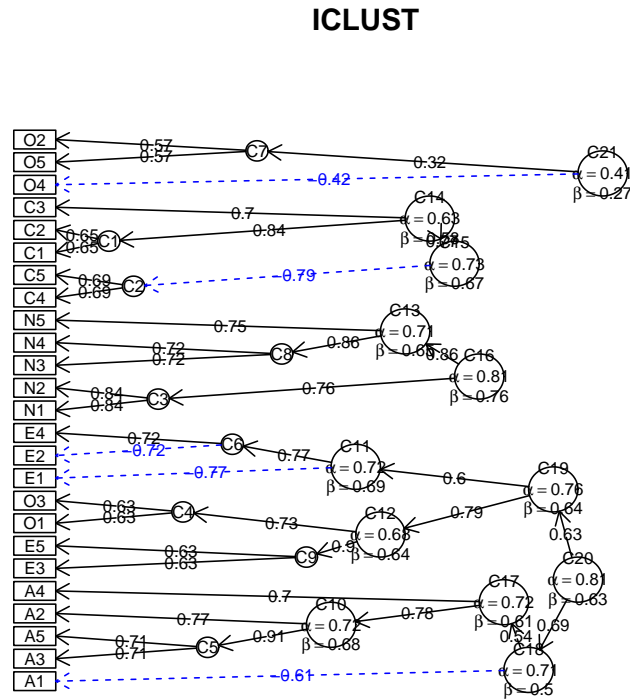 ICLUST
O2
O5
O4
C3
C2
C1
C5
C4
N5
N4
N3
N2
N1
E4
E2
E1
O3
O1
E5
E3
A4
A2
A5
A3
A1
0.57
0.57
C7
0.32
C21
α = 0.41
β = 0.27
−0.42
0.7
C14
α = 0.63
0.84
0.65
0.65
C1
C15
α = 0.73
β = 0.67
−0.79
0.69
0.69
C2
0.75
C13
α = 0.71
0.86
0.72
0.72
C8
0.86
C16
α = 0.81
β = 0.76
0.76
0.84
0.84
C3
0.72
−0.72
C6
0.77
C11
α = 0.72
β = 0.69
−0.77
0.6
C19
α = 0.76
β = 0.64
0.79
0.63
0.63
C4
0.73
C12
α = 0.68
β = 0.64
0.9
0.63
0.63
C9
0.63
C20
α = 0.81
β = 0.63
0.7
C17
α = 0.72
β = 0.61
0.78
0.77
C10
α = 0.72
β = 0.68
0.91
0.71
0.71
C5
0.54
0.69
C18
α = 0.71
β = 0.5
−0.61